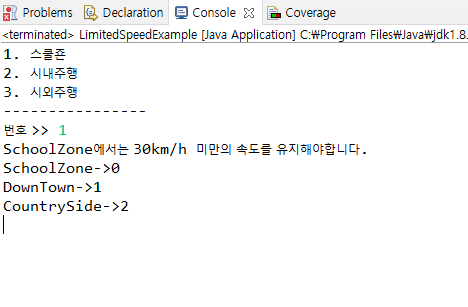 Problems Declaration Console Coverage
<terminated> LimitedSpeedExample [Java Application] C:₩Program Files₩Java₩jdk1.8.
1. 스쿨존
2. 시내주행
3. 시외주행
----------------
번호 >> 1
SchoolZone에서는 30km/h 미만의 속도를 유지해야합니다.
SchoolZone->0
DownTown->1
CountrySide->2